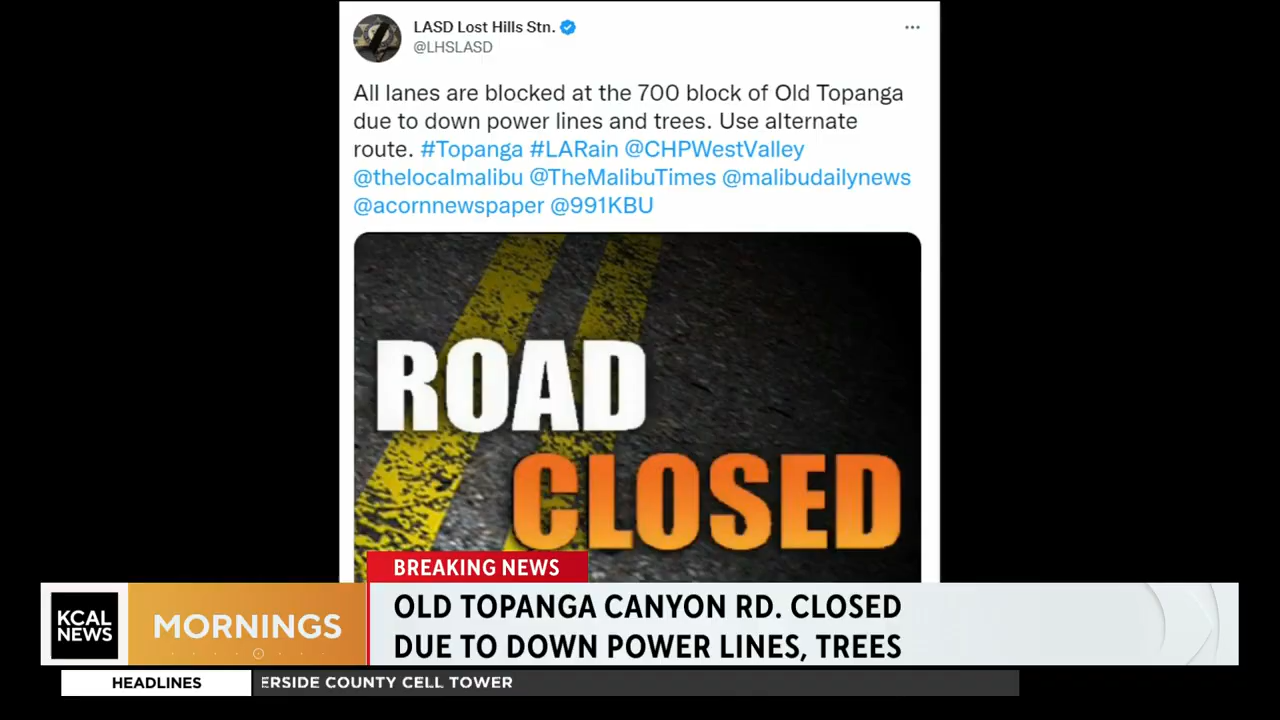 LASD Lost Hills Stn.
@LHSLASD
All lanes are blocked at the 700 block of Old Topanga
due to down power lines and trees. Use alternate
route. #Topanga #LARain @CHPWestValley
@thelocalmalibu @TheMalibuTimes @malibudailynews
@acornnewspaper @991KBU
ROAD
CLOSED
BREAKING NEWS
OLD TOPANGA CANYON RD. CLOSED
DUE TO DOWN POWER LINES, TREES
KCAL
NEWS
MORNINGS
HEADLINES
ERSIDE COUNTY CELL TOWER